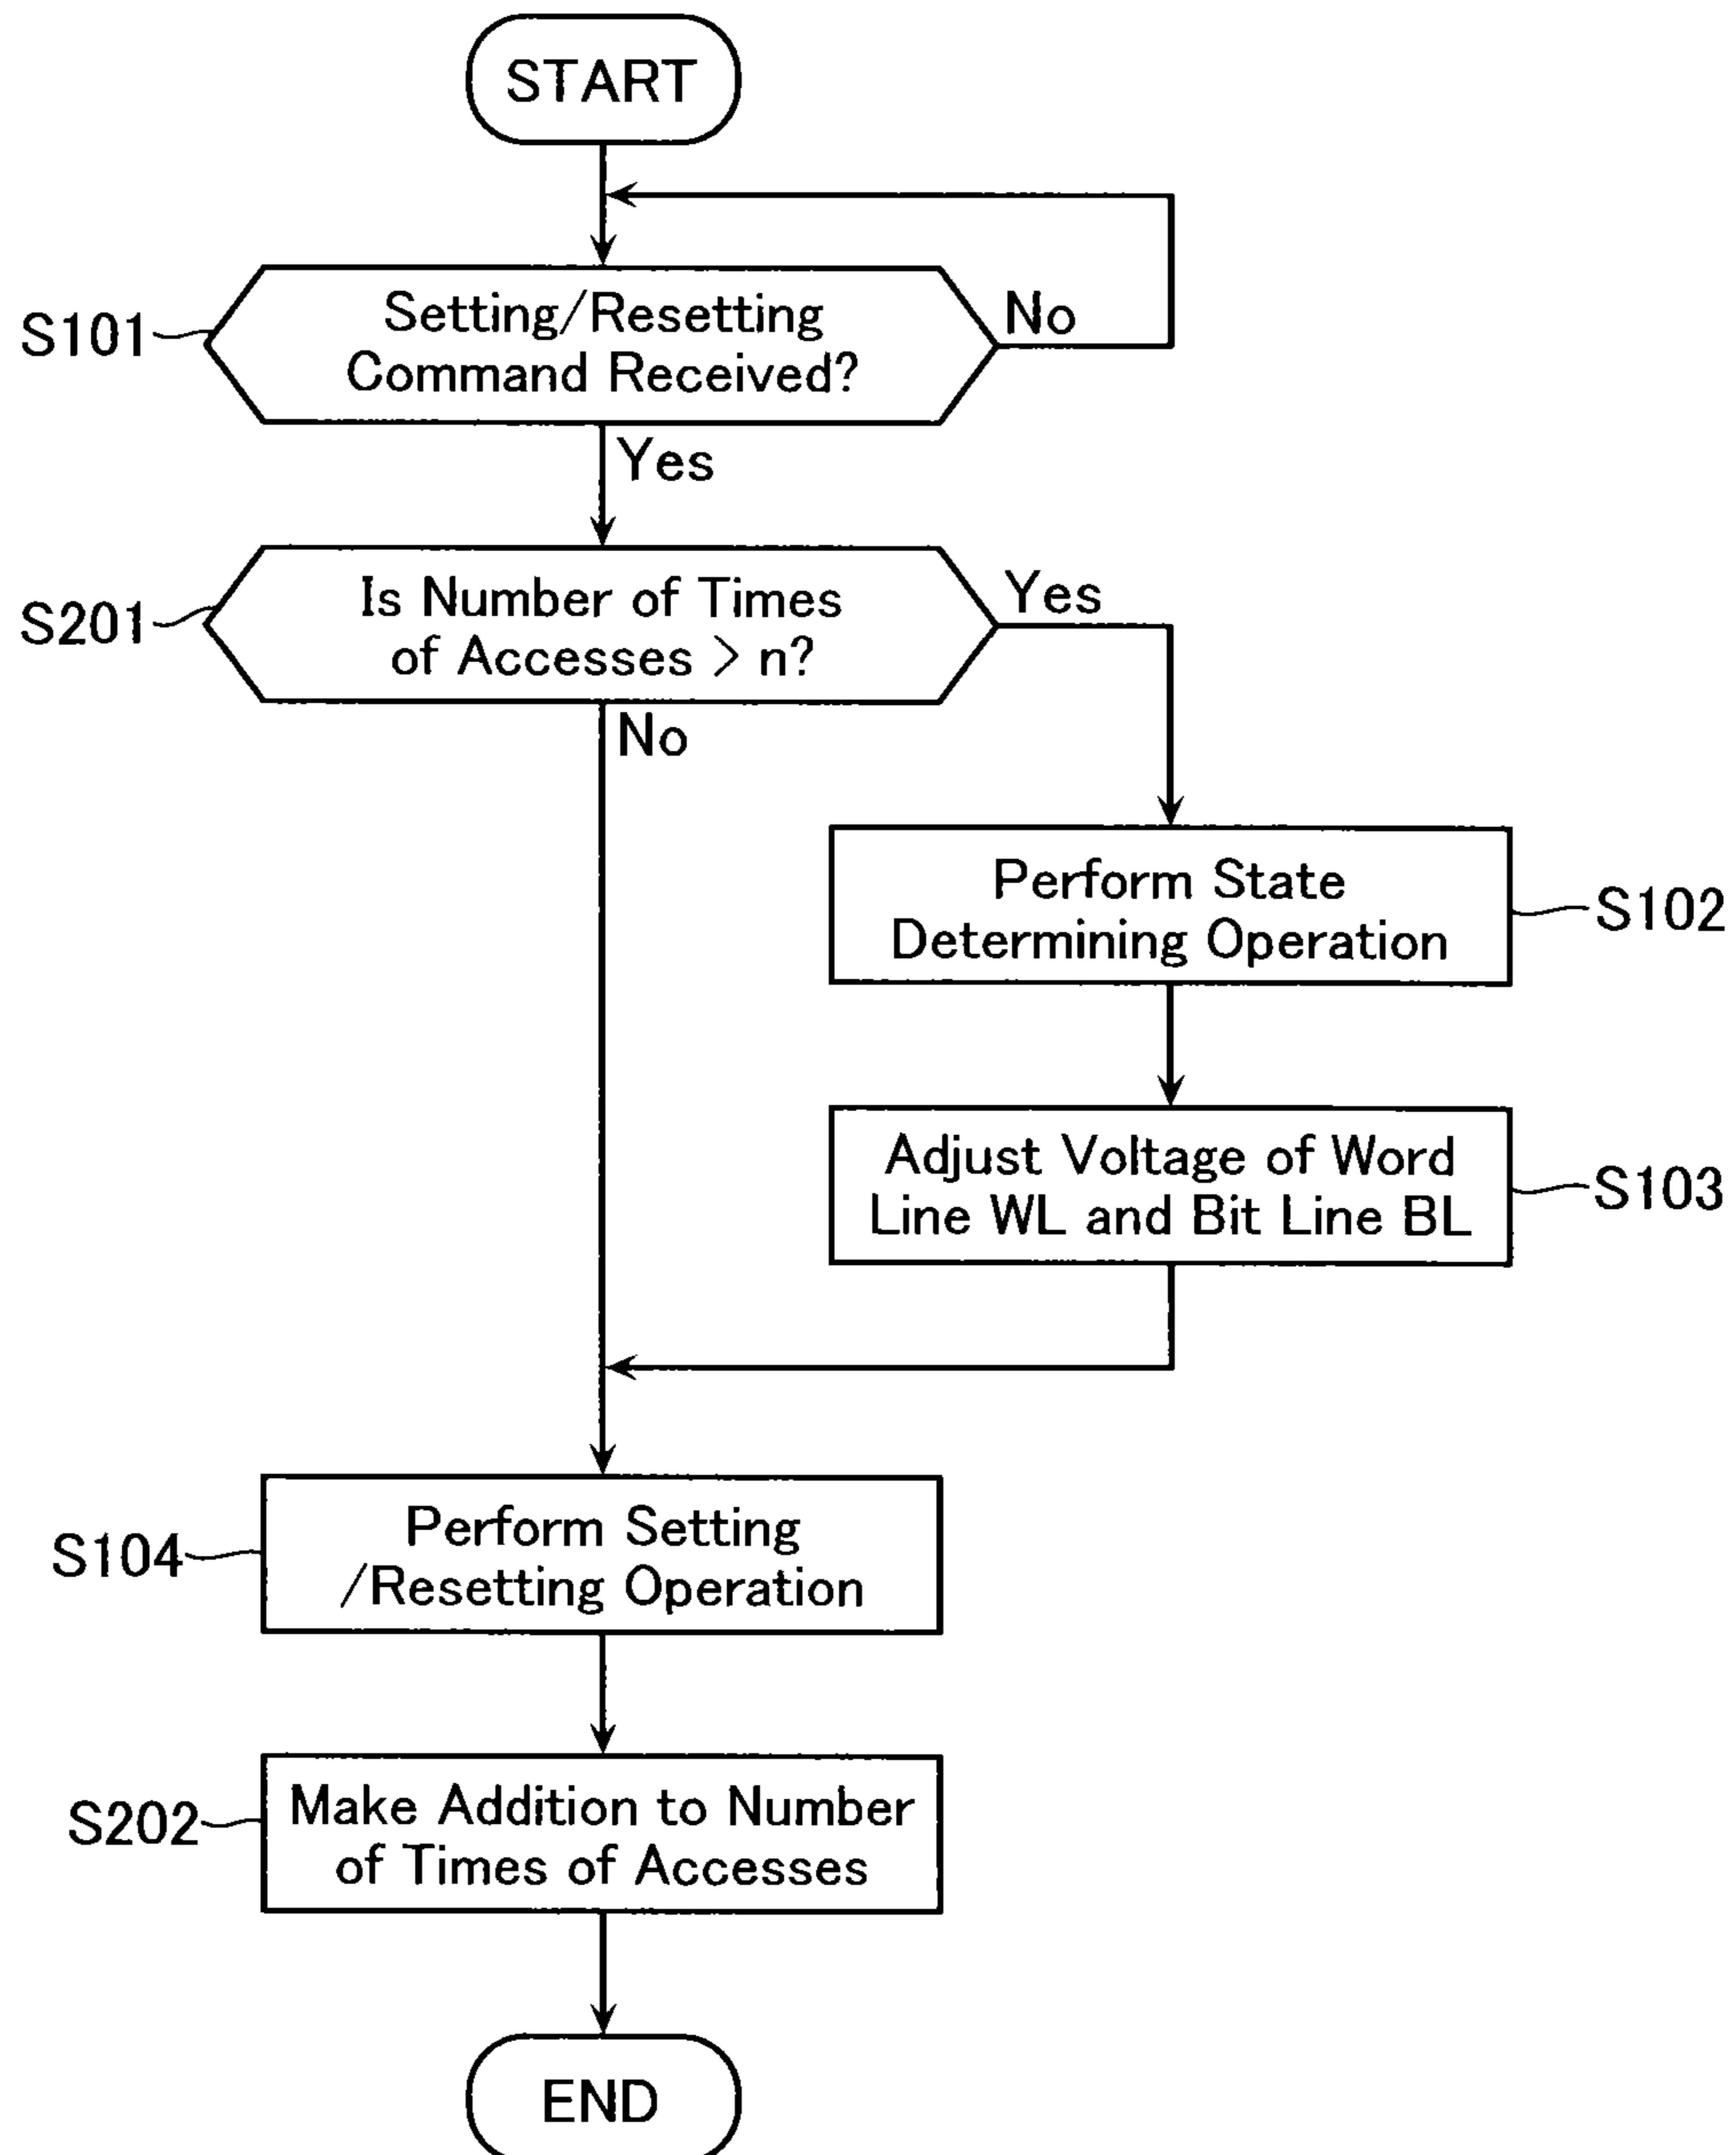 START
S101
Setting/Resetting
Command Received?
No
Yes
S201
Is Number of Times
of Accesses > n?
Yes
No
Perform State
Determining Operation
S102
Adjust Voltage of Word
Line WL and Bit Line BL
S103
S104
Perform Setting
/Resetting Operation
S202
Make Addition to Number
of Times of Accesses
END